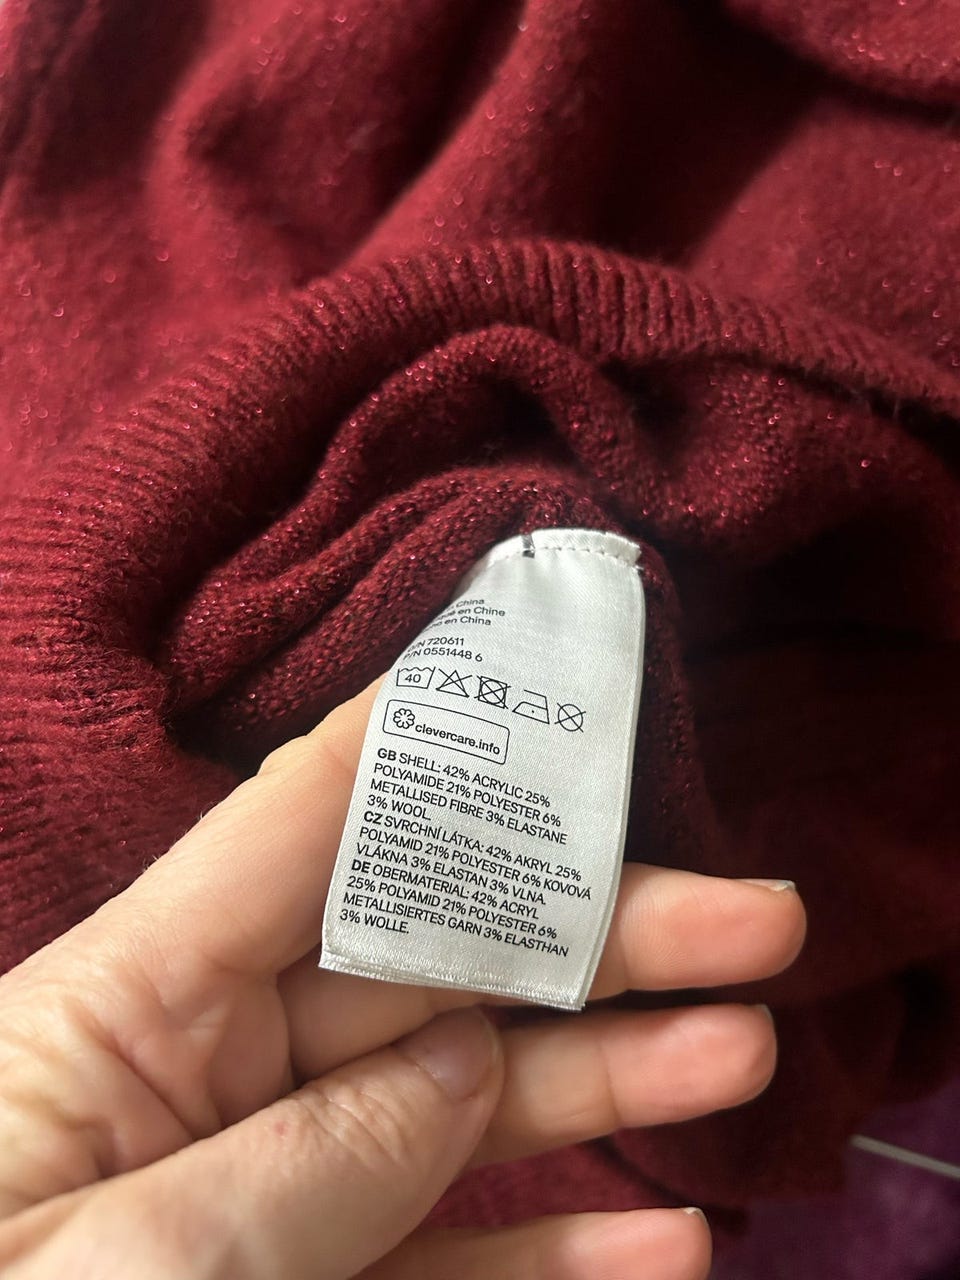 China
en Chine
en China
720611
P/N 0551448 6
40
clevercare.info
GB SHELL: 42% ACRYLIC 25%
POLYAMIDE 21% POLYESTER 6%
METALLISED FIBRE 3% ELASTANE
3% WOOL.
CZ SVRCHNÍ LÁTKA: 42% AKRYL 25%
POLYAMID 21% POLYESTER 6% KOVOVÁ
VLÁKNA 3% ELASTAN 3% VLNA.
DE OBERMATERIAL: 42% ACRYL
25% POLYAMID 21% POLYESTER 6%
METALLISIERTES GARN 3% ELASTHAN
3% WOLLE.